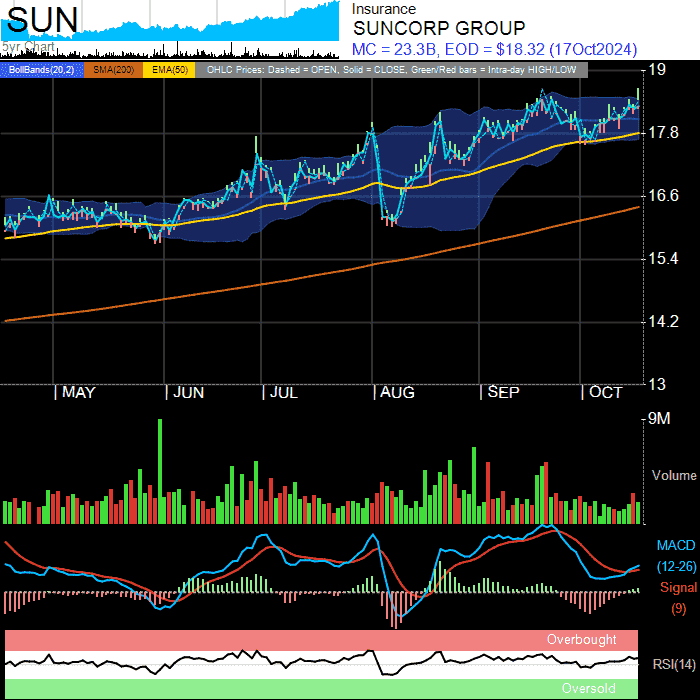 SUN
5yr Chart
Insurance
SUNCORP GROUP
MC = 23.3B, EOD = $18.32 (17Oct2024)
BollBands(20,2) SMA(200) EMA(50) OHLC Prices: Dashed = OPEN, Solid = CLOSE, Green/Red bars = Intra-day HIGH/LOW
19
17.8
16.6
15.4
14.2
13
| MAY | JUN | JUL | AUG | SEP | OCT
9M
Volume
MACD
(12-26)
Signal
(9)
Overbought
RSI(14)
Oversold